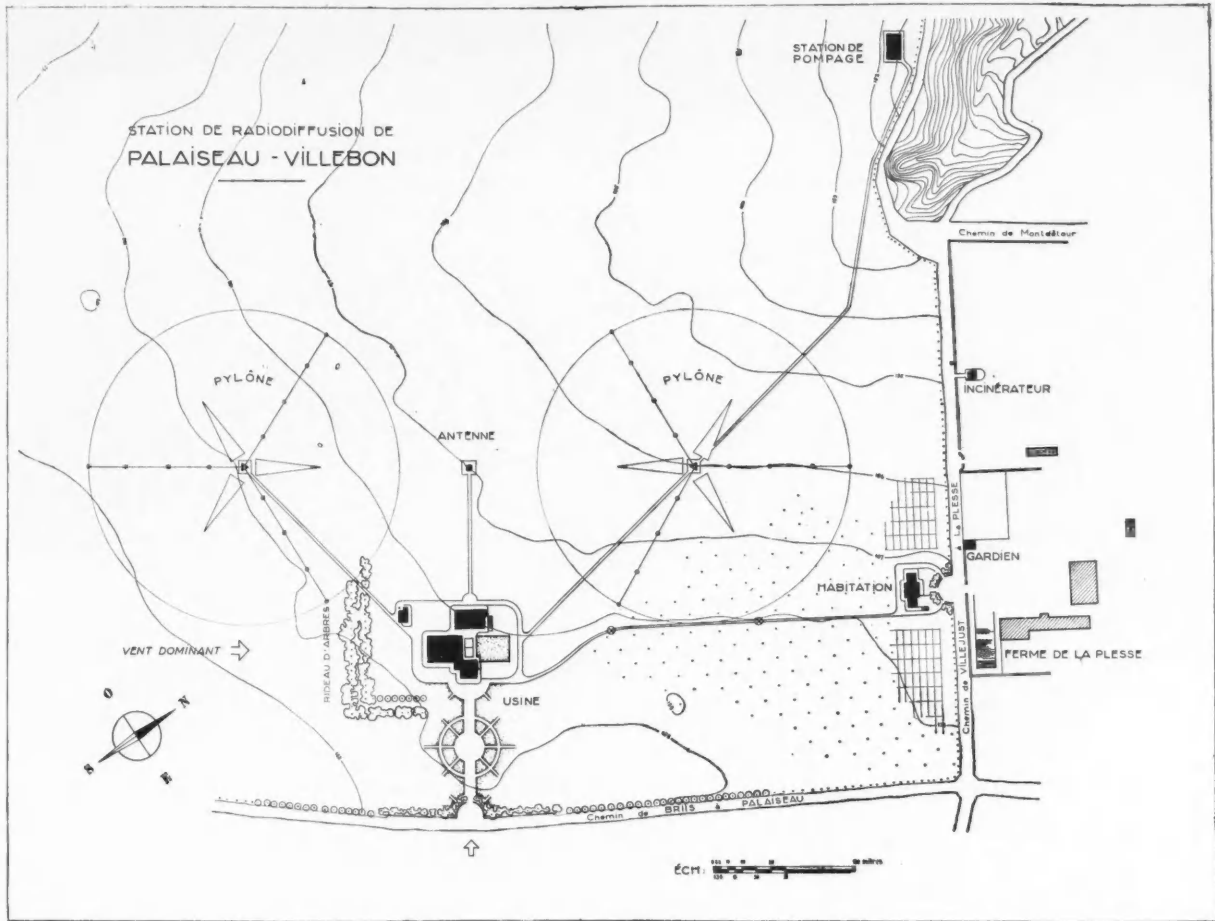 STATION DE RADIODIFFUSION DE
PALAISEAU - VILLEBON
STATION DE
POMPAGE
Chemin de Montdétour
PYLÔNE
PYLÔNE
ANTENNE
INCINÉRATEUR
GARDIEN
HABITATION
FERME DE LA PLESSE
Chemin de VILLEJUST à La PLESSE
VENT DOMINANT
RIDEAU D'ARBRES
USINE
O
N
S
E
Chemin de BRIIS à PALAISEAU
ÉCH: